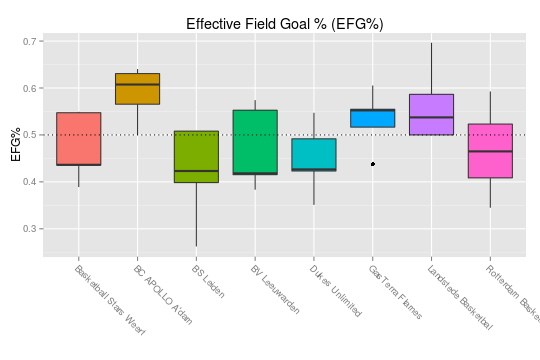 Effective Field Goal % (EFG%)
EFG%
0.7
0.6
0.5
0.4
0.3
Basketball Stars Weert
BC APOLLO A'dam
BS Leiden
BV Leeuwarden
Dukes Unlimited
GasTerra Flames
Landstede Basketbal
Rotterdam Baske